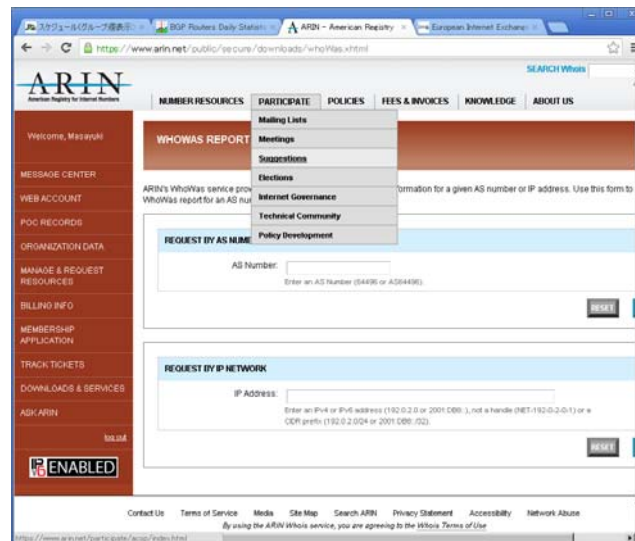 スケジュール(グループ週表示)
BGP Routers Daily Statisti
ARIN - American Registry
European Internet Exchang
https://www.arin.net/public/secure/downloads/whoWas.xhtml
SEARCH Whois
ARIN
American Registry for Internet Numbers
NUMBER RESOURCES PARTICIPATE POLICIES FEES & INVOICES KNOWLEDGE ABOUT US
Mailing Lists
Meetings
Suggestions
Elections
Internet Governance
Technical Community
Policy Development
Welcome, Masayuki
MESSAGE CENTER
WEB ACCOUNT
POC RECORDS
ORGANIZATION DATA
MANAGE & REQUEST
RESOURCES
BILLING INFO
MEMBERSHIP
APPLICATION
TRACK TICKETS
DOWNLOADS & SERVICES
ASK ARIN
log out
IPv6 ENABLED
WHOWAS REPORT
ARIN's WhoWas service prov ormation for a given AS number or IP address. Use this form to
WhoWas report for an AS nu
REQUEST BY AS NUME
AS Number:
Enter an AS Number (64496 or AS64496).
RESET
REQUEST BY IP NETWORK
IP Address:
Enter an IPv4 or IPv6 address (192.0.2.0 or 2001:DB8::), not a handle (NET-192-0-2-0-1) or a
CIDR prefix (192.0.2.0/24 or 2001:DB8::/32).
RESET
Contact Us Terms of Service Media Site Map Search ARIN Privacy Statement Accessibility Network Abuse
By using the ARIN Whois service, you are agreeing to the Whois Terms of Use
https://www.arin.net/participate/acsp/index.html